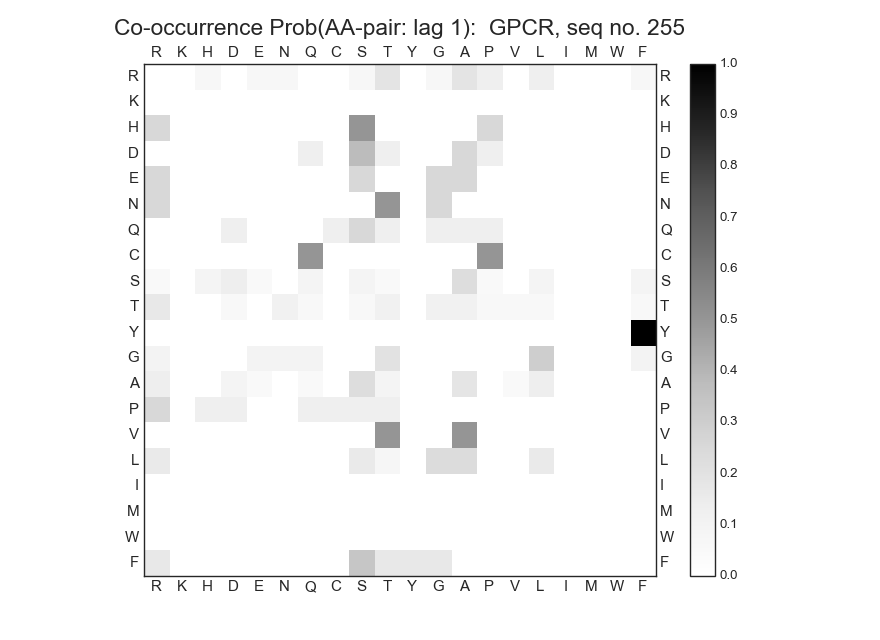 Co-occurrence Prob(AA-pair: lag 1):  GPCR, seq no. 255
R K H D E N Q C S T Y G A P V L I M W F
R R 1.0
K K
H H 0.9
D D
E E 0.8
N N
Q Q 0.7
C C
S S 0.6
T T
Y Y 0.5
G G
A A 0.4
P P
V V 0.3
L L
I I 0.2
M M
W W 0.1
F F
0.0
R K H D E N Q C S T Y G A P V L I M W F